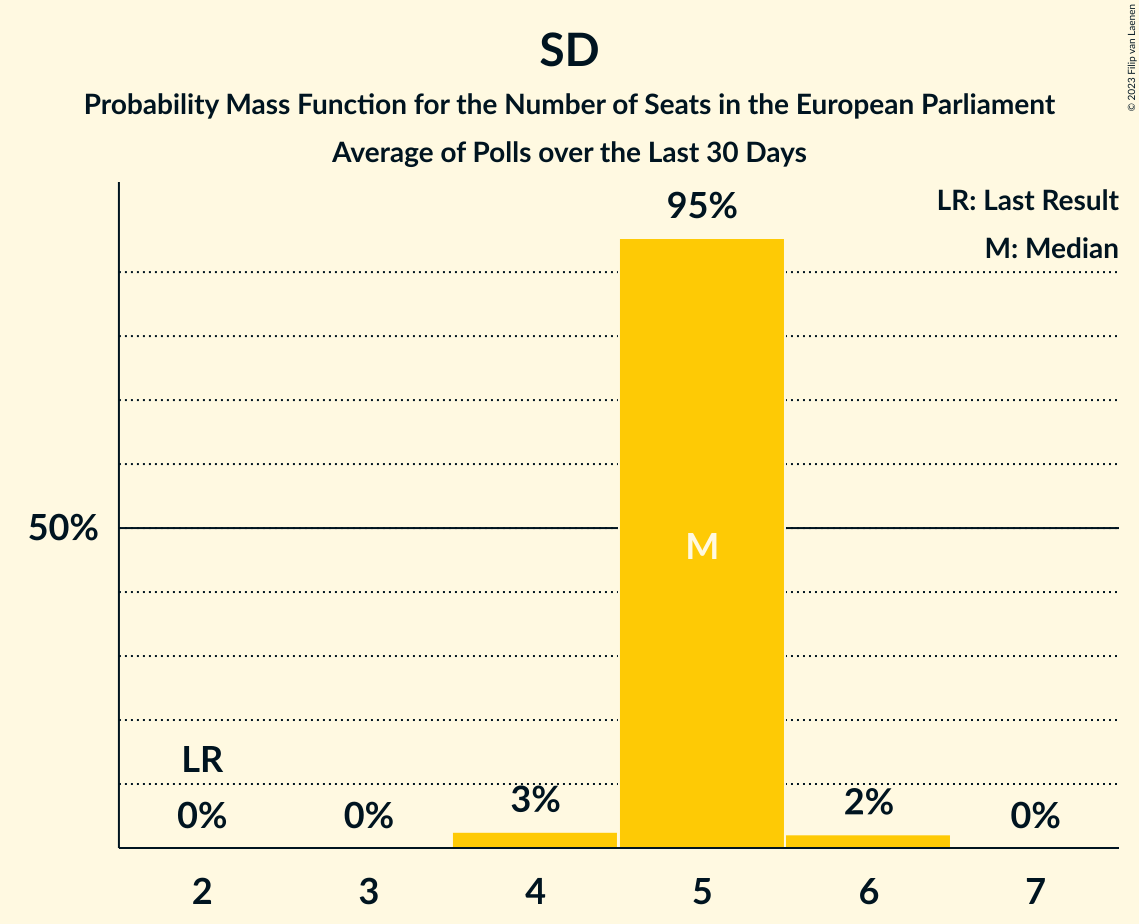 SD
Probability Mass Function for the Number of Seats in the European Parliament
Average of Polls over the Last 30 Days
© 2023 Filip van Laenen
LR: Last Result
M: Median
95%
50%
M
LR
0%
0%
3%
2%
0%
2 3 4 5 6 7